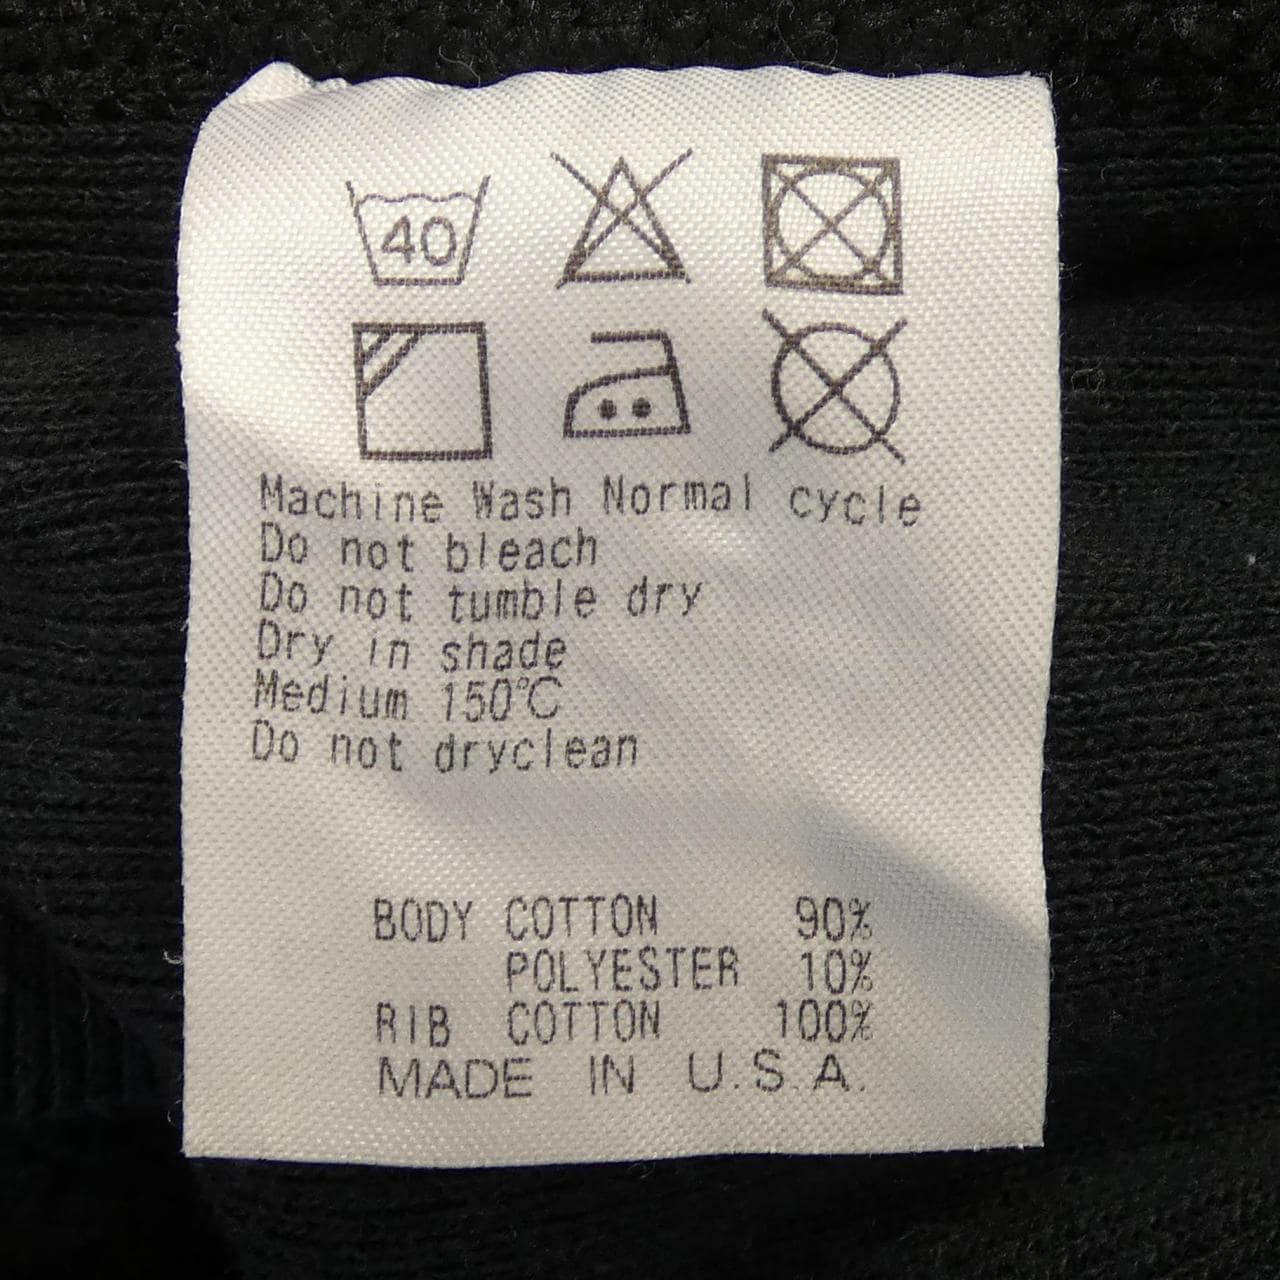 40
Machine Wash Normal cycle
Do not bleach
Do not tumble dry
Dry in shade
Medium 150℃
Do not dryclean
BODY COTTON 90%
POLYESTER 10%
RIB COTTON 100%
MADE IN U.S.A.